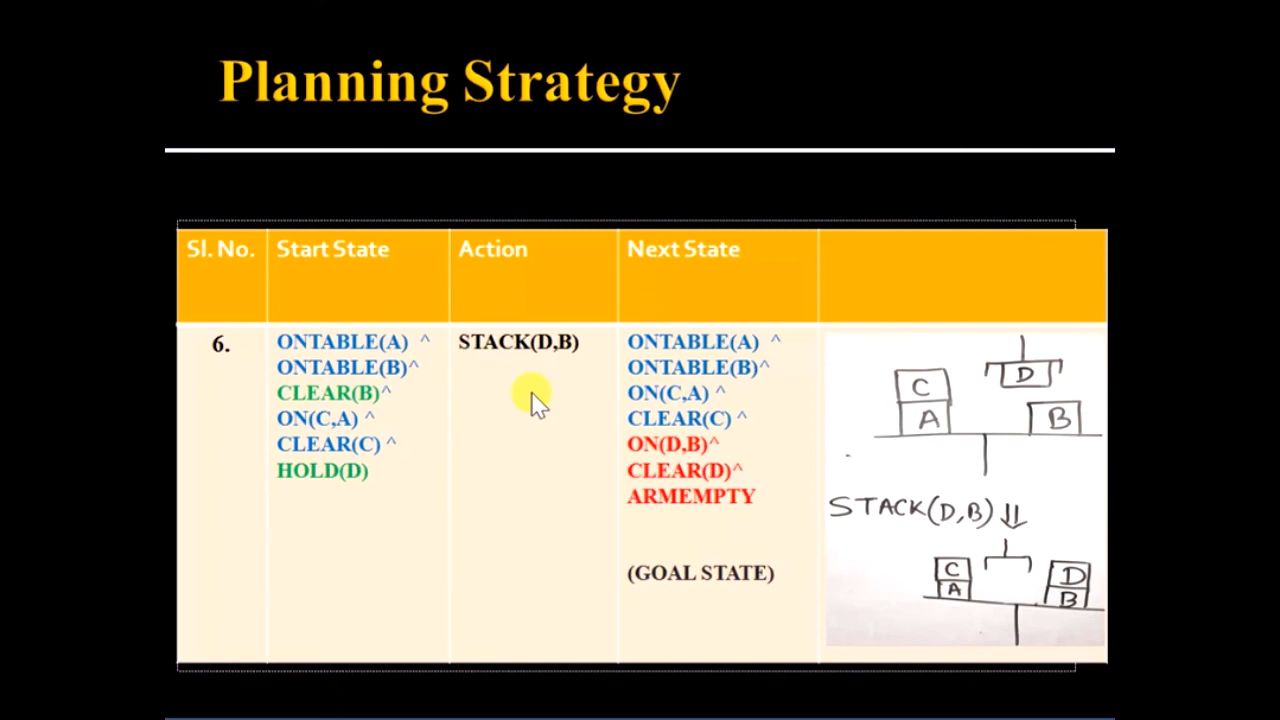 Planning Strategy
Sl. No.
Start State
Action
Next State
6.
ONTABLE(A) ^
ONTABLE(B)^
CLEAR(B)^
ON(C,A) ^
CLEAR(C) ^
HOLD(D)
STACK(D,B)
ONTABLE(A) ^
ONTABLE(B)^
ON(C,A) ^
CLEAR(C) ^
ON(D,B)^
CLEAR(D)^
ARMEMPTY
(GOAL STATE)
D
C
A
B
STACK(D,B) ⇓
C
A
D
B